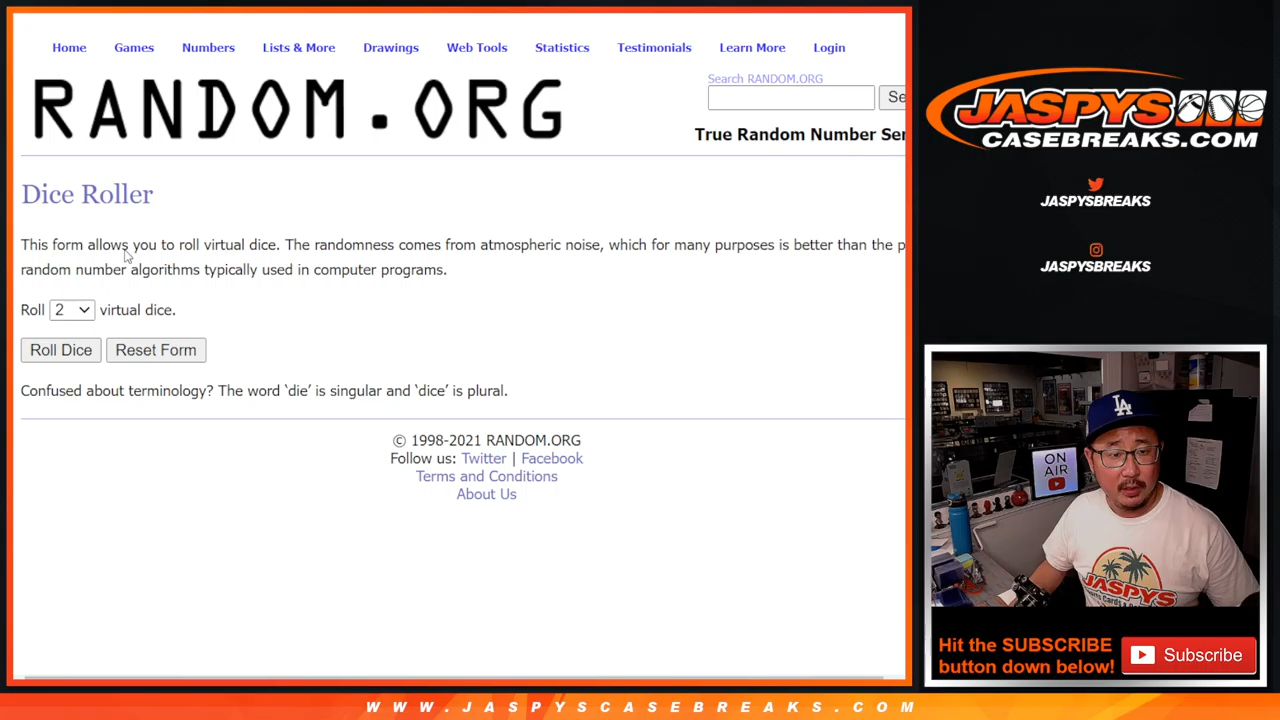 Home Games Numbers Lists & More Drawings Web Tools Statistics Testimonials Learn More Login
Search RANDOM.ORG
RANDOM.ORG
Se
True Random Number Ser
Dice Roller
This form allows you to roll virtual dice. The randomness comes from atmospheric noise, which for many purposes is better than the p
random number algorithms typically used in computer programs.
Roll 2 virtual dice.
Roll Dice Reset Form
Confused about terminology? The word ‘die’ is singular and ‘dice’ is plural.
© 1998-2021 RANDOM.ORG
Follow us: Twitter | Facebook
Terms and Conditions
About Us
JASPYS
CASEBREAKS.COM
JASPYSBREAKS
JASPYSBREAKS
LA
ON
AIR
JASPYS
Hit the SUBSCRIBE
button down below!
Subscribe
WWW.JASPYSCASEBREAKS.COM